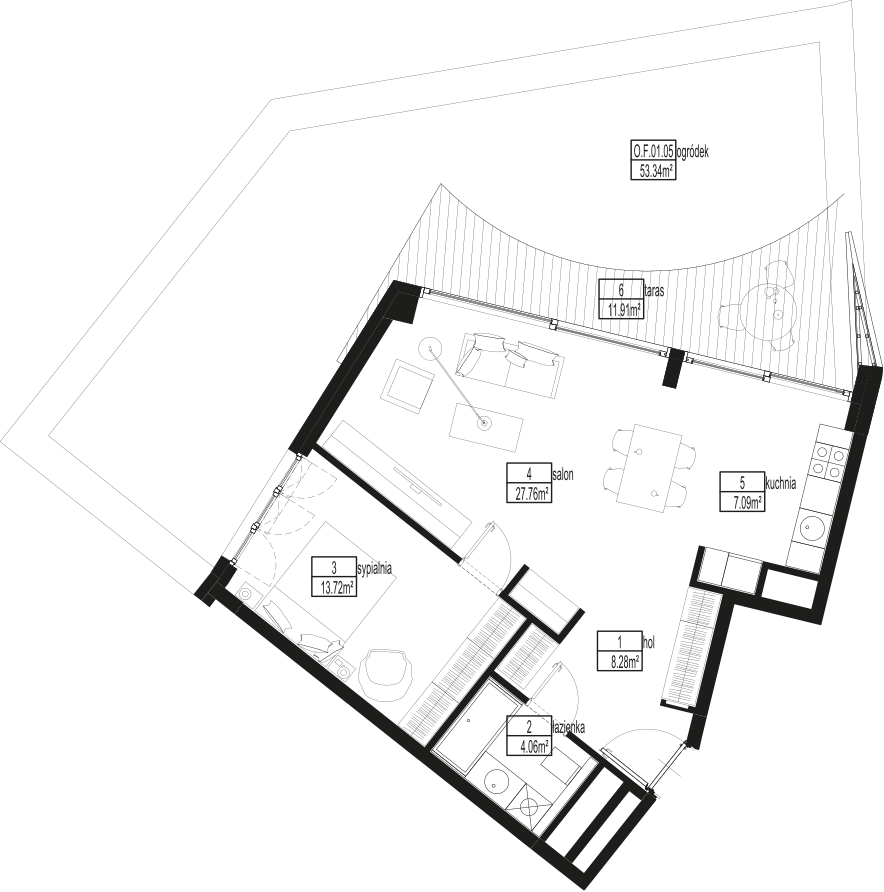 O.F.01.05 ogródek
53.34m²
6 taras
11.91m²
4 salon
27.76m²
5 kuchnia
7.09m²
3 sypialnia
13.72m²
1 hol
8.28m²
2 łazienka
4.06m²